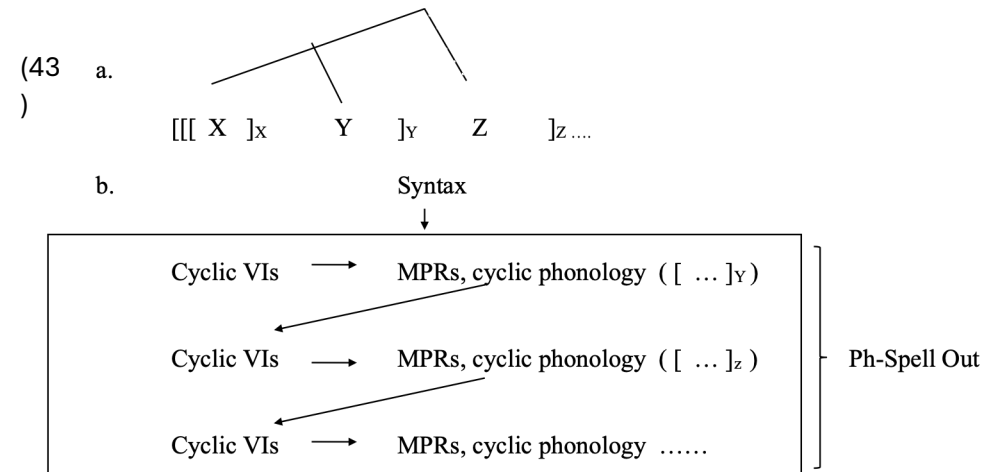 (43 a.
)
[[[ X ]X Y ]Y Z ]Z ....
b. Syntax
Cyclic VIs MPRs, cyclic phonology ( [ … ]Y )
Cyclic VIs MPRs, cyclic phonology ( [ … ]z ) Ph-Spell Out
Cyclic VIs MPRs, cyclic phonology ……